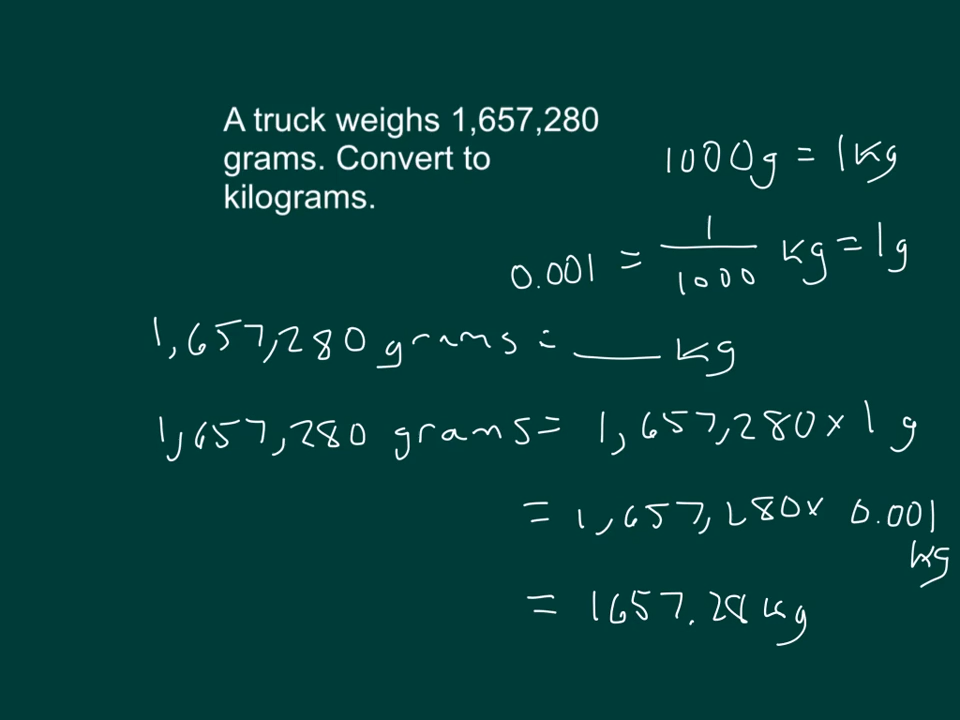 A truck weighs 1,657,280
grams. Convert to
kilograms.
1000g = 1kg
0.001 = 1/1000 kg = 1g
1,657,280 grams = ___ kg
1,657,280 grams = 1,657,280 x 1 g
= 1,657,280 x 0.001
kg
= 1657.28 kg